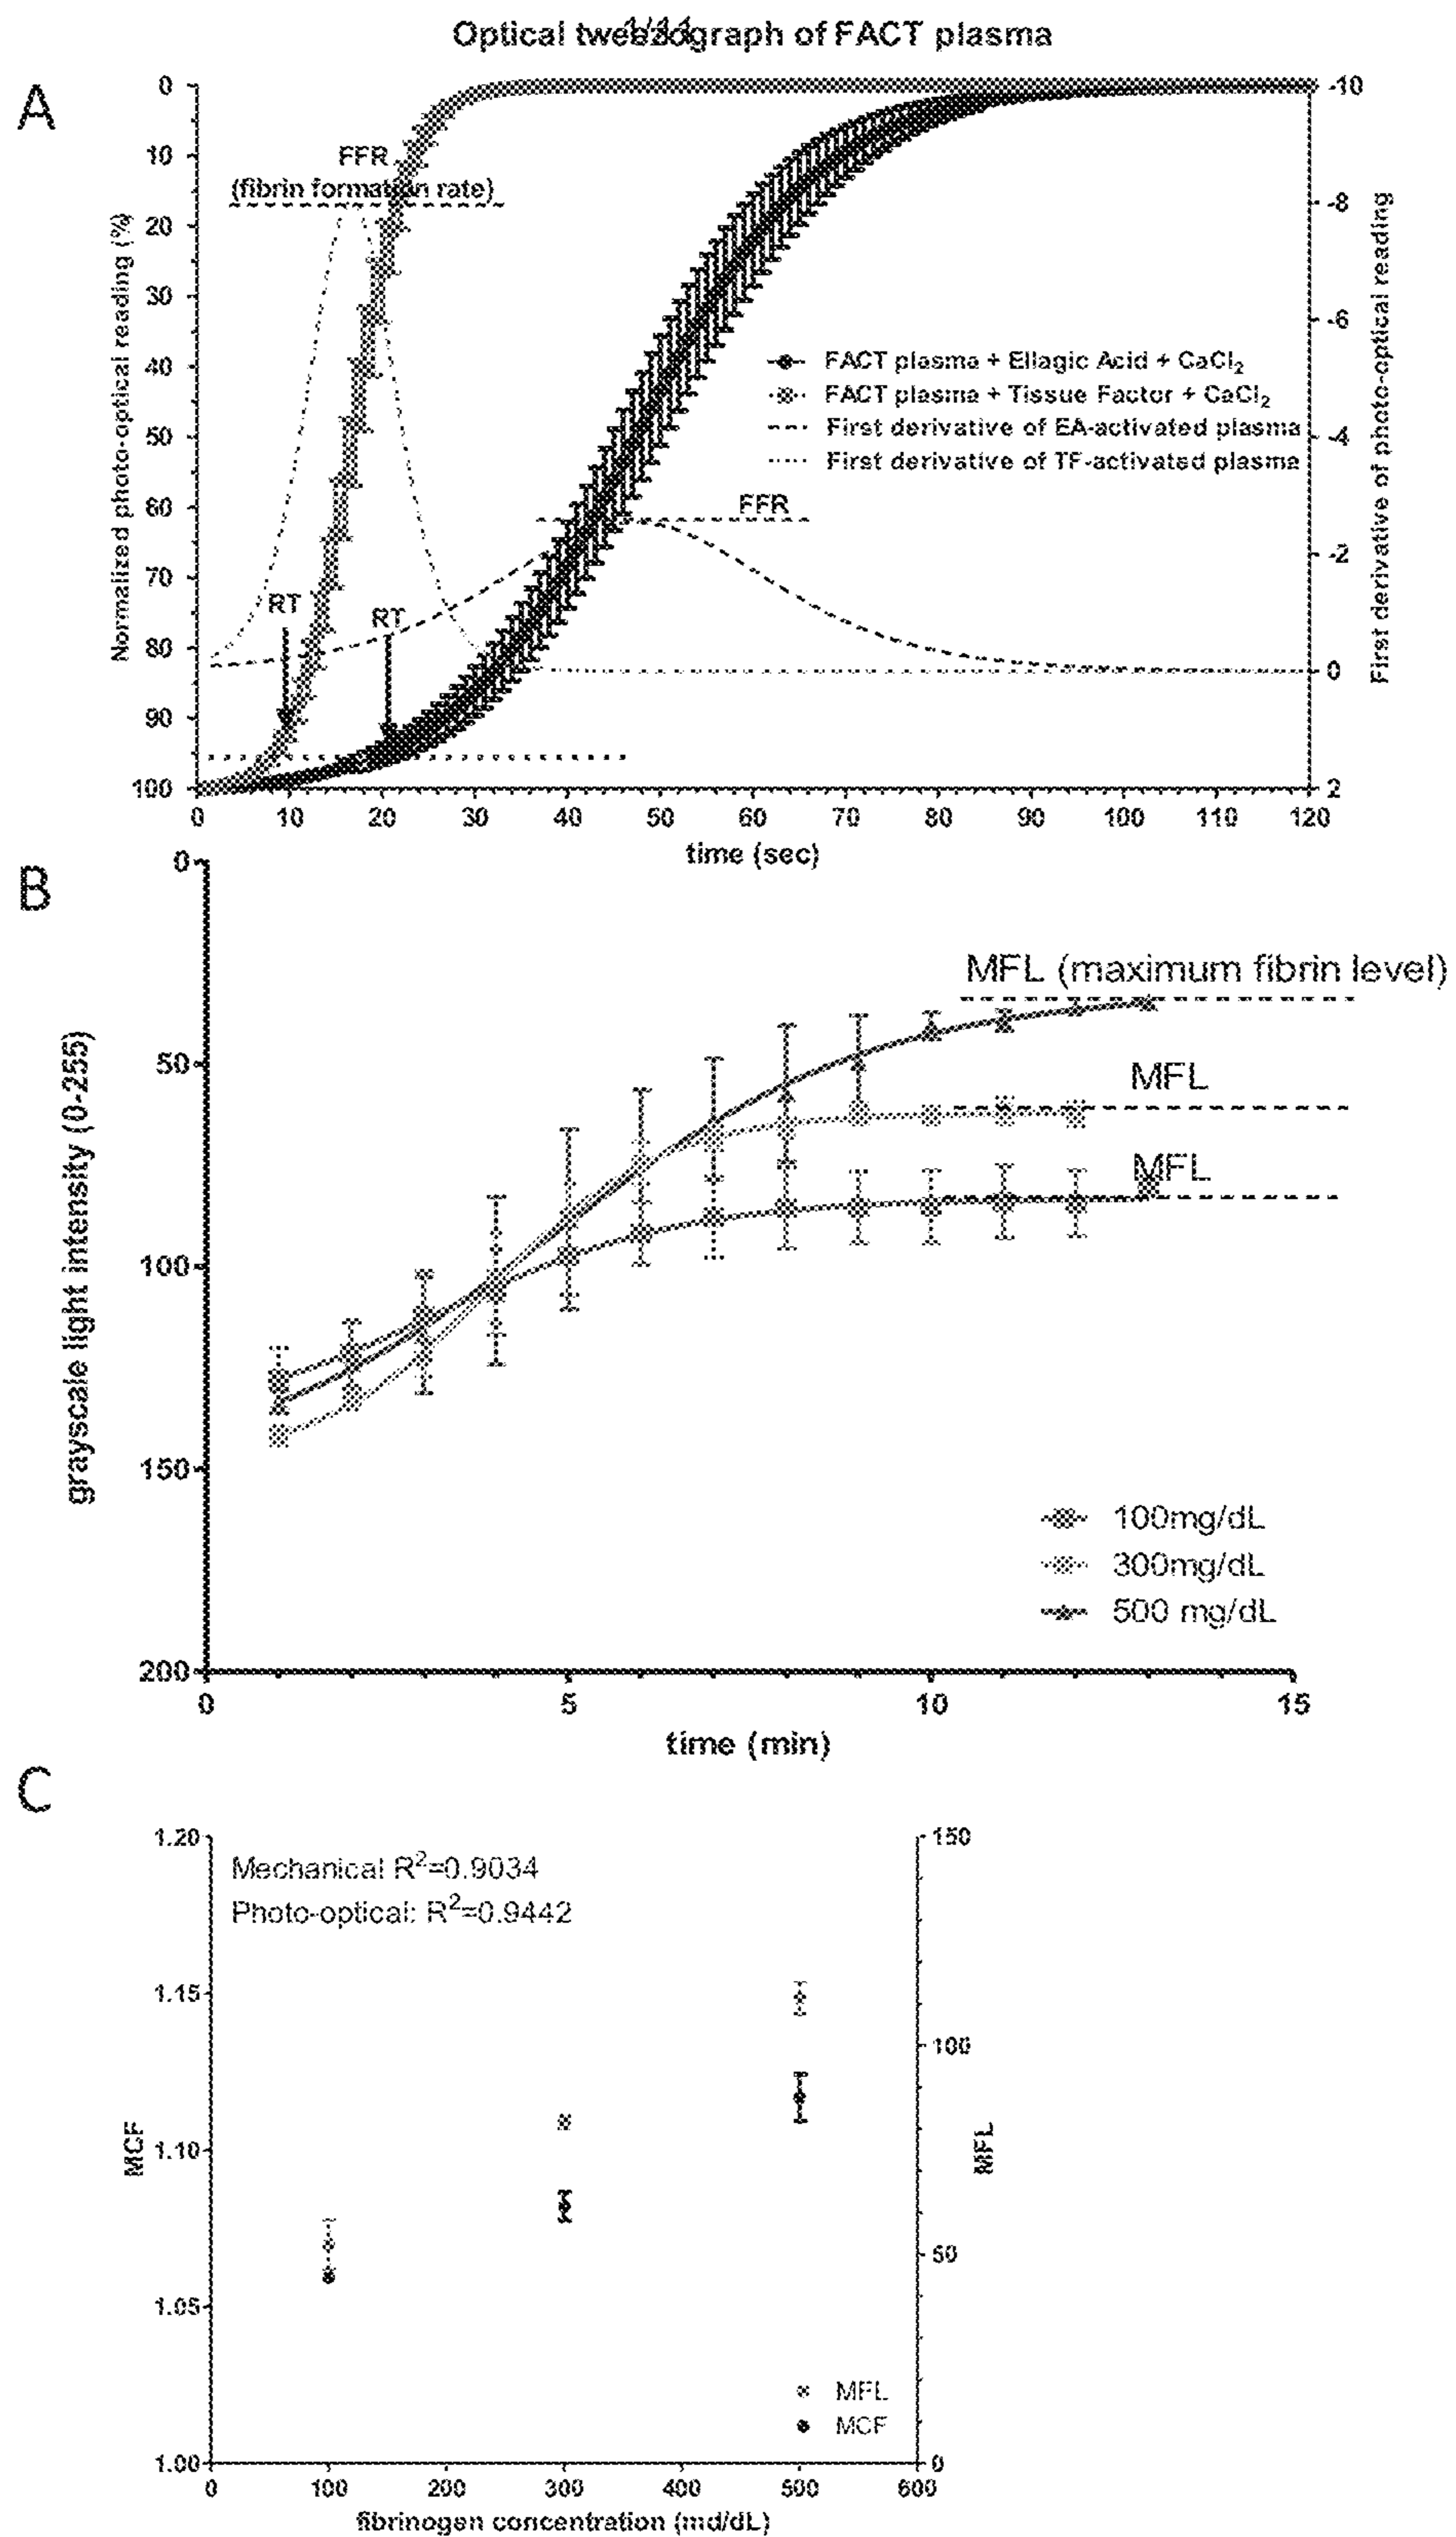 Optical tweezograph of FACT plasma
1/11
A
0
10
20
30
40
50
60
70
80
90
100
Normalized photo-optical reading (%)
-10
-8
-6
-4
-2
0
2
First derivative of photo-optical reading
FFR
(fibrin formation rate)
FACT plasma + Ellagic Acid + CaCl₂
FACT plasma + Tissue Factor + CaCl₂
First derivative of EA-activated plasma
First derivative of TF-activated plasma
FFR
RT
RT
0 10 20 30 40 50 60 70 80 90 100 110 120
time (sec)
B
0
50
100
150
200
grayscale light intensity (0-255)
MFL (maximum fibrin level)
MFL
MFL
100mg/dL
300mg/dL
500 mg/dL
0 5 10 15
time (min)
C
1.20
1.15
1.10
1.05
1.00
MCF
Mechanical R²=0.9034
Photo-optical: R²=0.9442
150
100
50
0
MFL
MFL
MCF
0 100 200 300 400 500 600
fibrinogen concentration (md/dL)